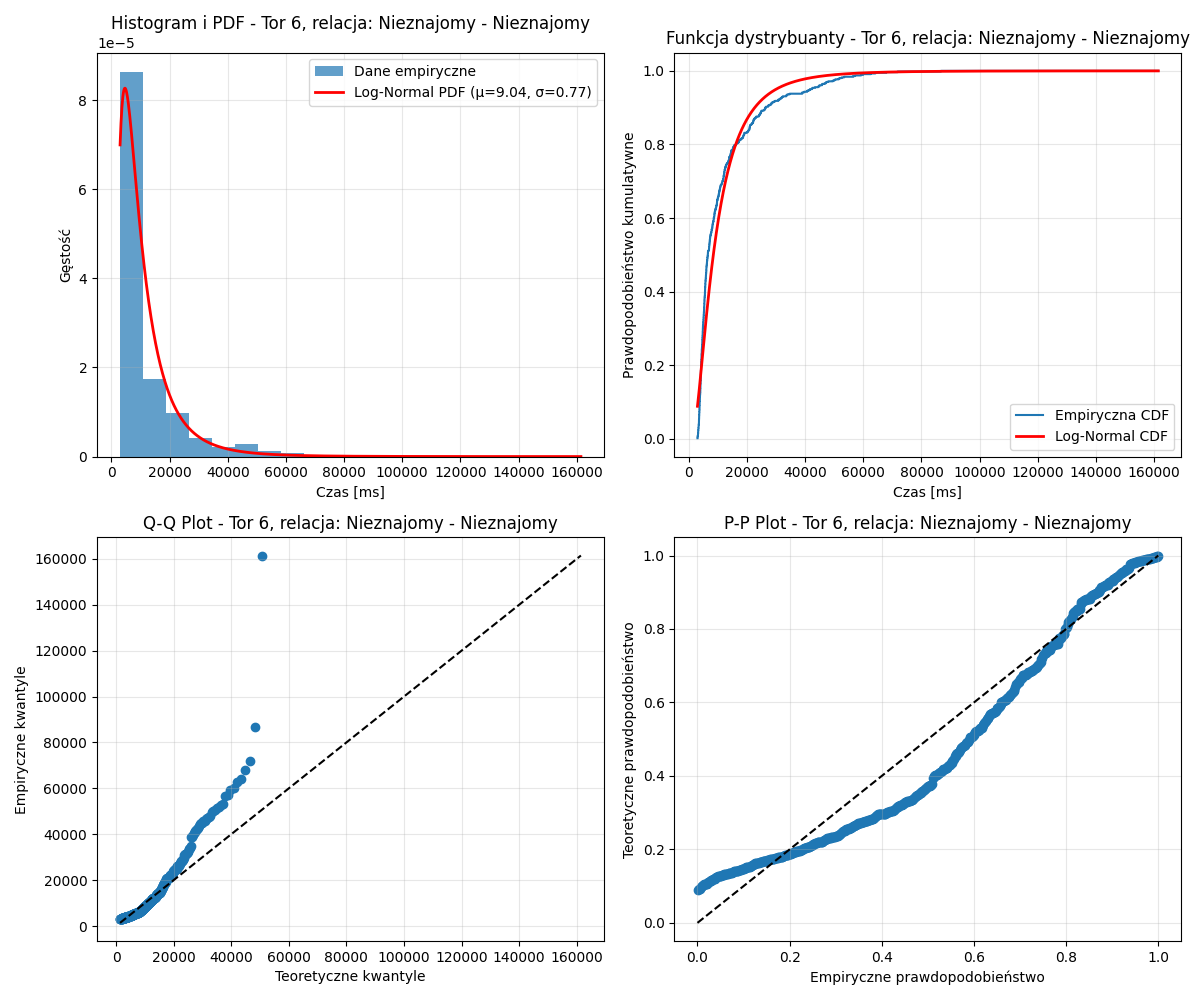 Histogram i PDF - Tor 6, relacja: Nieznajomy - Nieznajomy
1e−5
8
6
4
2
0
Gęstość
Dane empiryczne
Log-Normal PDF (μ=9.04, σ=0.77)
0 20000 40000 60000 80000 100000 120000 140000 160000
Czas [ms]
Funkcja dystrybuanty - Tor 6, relacja: Nieznajomy - Nieznajomy
1.0
0.8
0.6
0.4
0.2
0.0
Prawdopodobieństwo kumulatywne
Empiryczna CDF
Log-Normal CDF
0 20000 40000 60000 80000 100000 120000 140000 160000
Czas [ms]
Q-Q Plot - Tor 6, relacja: Nieznajomy - Nieznajomy
160000
140000
120000
100000
80000
60000
40000
20000
0
Empiryczne kwantyle
0 20000 40000 60000 80000 100000 120000 140000 160000
Teoretyczne kwantyle
P-P Plot - Tor 6, relacja: Nieznajomy - Nieznajomy
1.0
0.8
0.6
0.4
0.2
0.0
Teoretyczne prawdopodobieństwo
0.0 0.2 0.4 0.6 0.8 1.0
Empiryczne prawdopodobieństwo